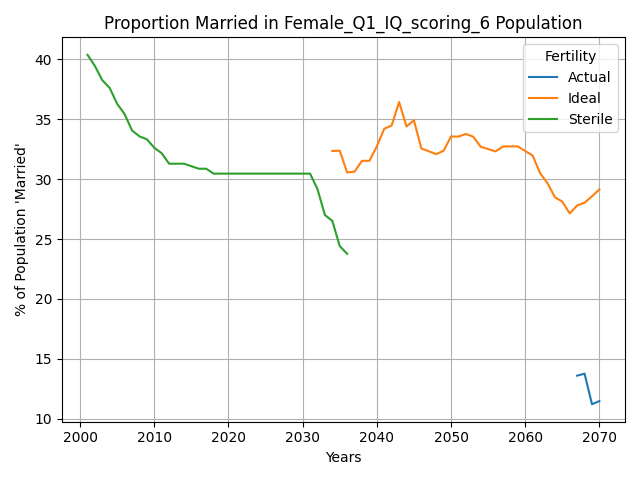 Proportion Married in Female_Q1_IQ_scoring_6 Population
% of Population 'Married'
40
35
30
25
20
15
10
Fertility
Actual
Ideal
Sterile
2000 2010 2020 2030 2040 2050 2060 2070
Years